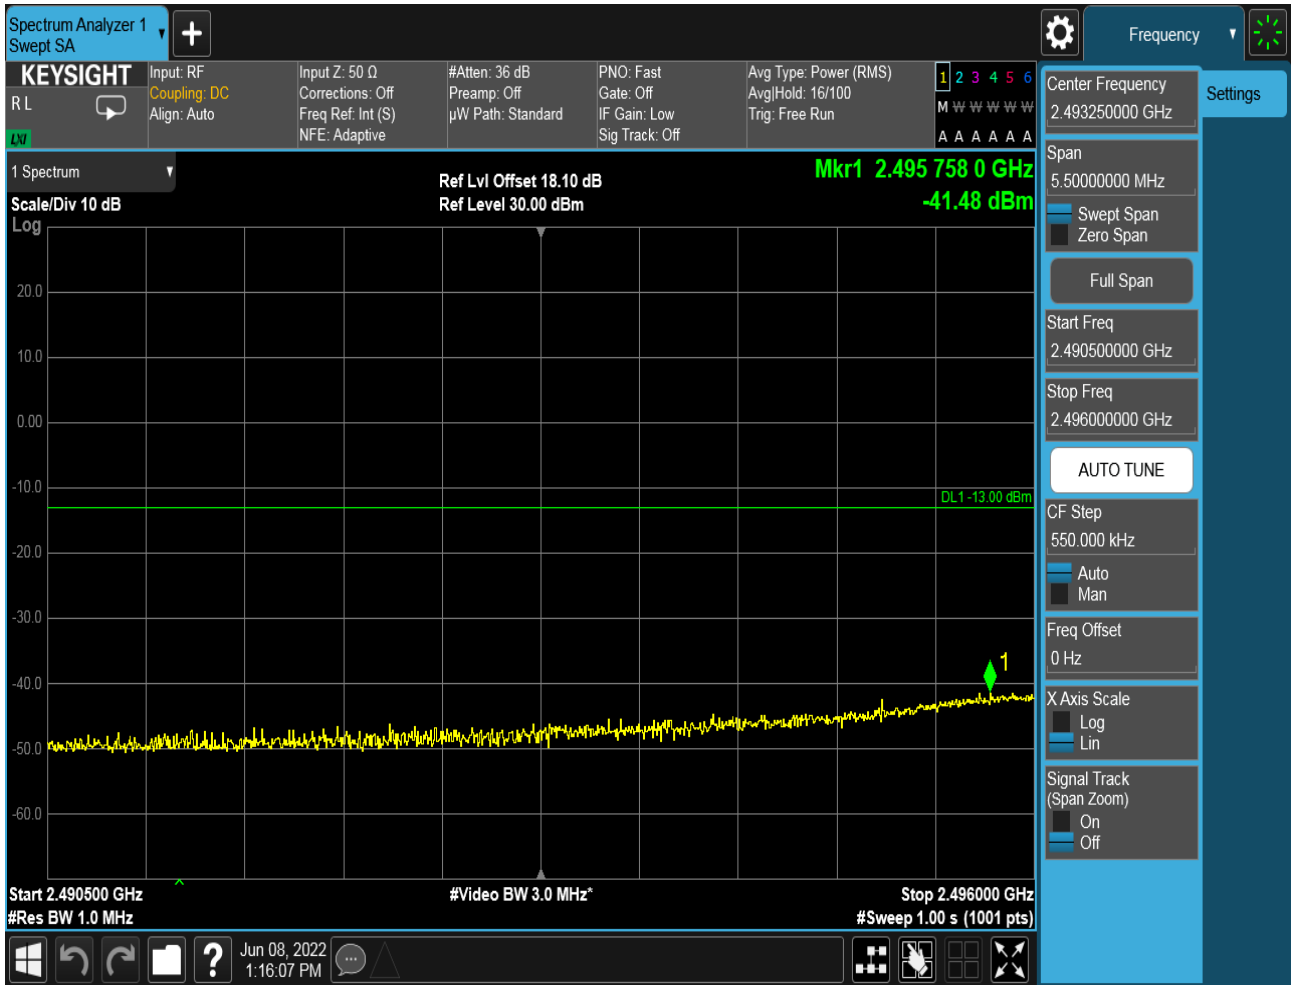 Spectrum Analyzer 1
Swept SA
+
Frequency
KEYSIGHT
R L
LXI
Input: RF
Coupling: DC
Align: Auto
Input Z: 50 Ω
Corrections: Off
Freq Ref: Int (S)
NFE: Adaptive
#Atten: 36 dB
Preamp: Off
µW Path: Standard
PNO: Fast
Gate: Off
IF Gain: Low
Sig Track: Off
Avg Type: Power (RMS)
Avg|Hold: 16/100
Trig: Free Run
1 2 3 4 5 6
M W W W W W
A A A A A A
1 Spectrum
Scale/Div 10 dB
Log
Ref Lvl Offset 18.10 dB
Ref Level 30.00 dBm
Mkr1 2.495 758 0 GHz
-41.48 dBm
20.0
10.0
0.00
-10.0
-20.0
-30.0
-40.0
-50.0
-60.0
DL1 -13.00 dBm
1
Start 2.490500 GHz
#Res BW 1.0 MHz
#Video BW 3.0 MHz*
Stop 2.496000 GHz
#Sweep 1.00 s (1001 pts)
Center Frequency
2.493250000 GHz
Span
5.50000000 MHz
Swept Span
Zero Span
Full Span
Start Freq
2.490500000 GHz
Stop Freq
2.496000000 GHz
AUTO TUNE
CF Step
550.000 kHz
Auto
Man
Freq Offset
0 Hz
X Axis Scale
Log
Lin
Signal Track
(Span Zoom)
On
Off
Settings
?
Jun 08, 2022
1:16:07 PM